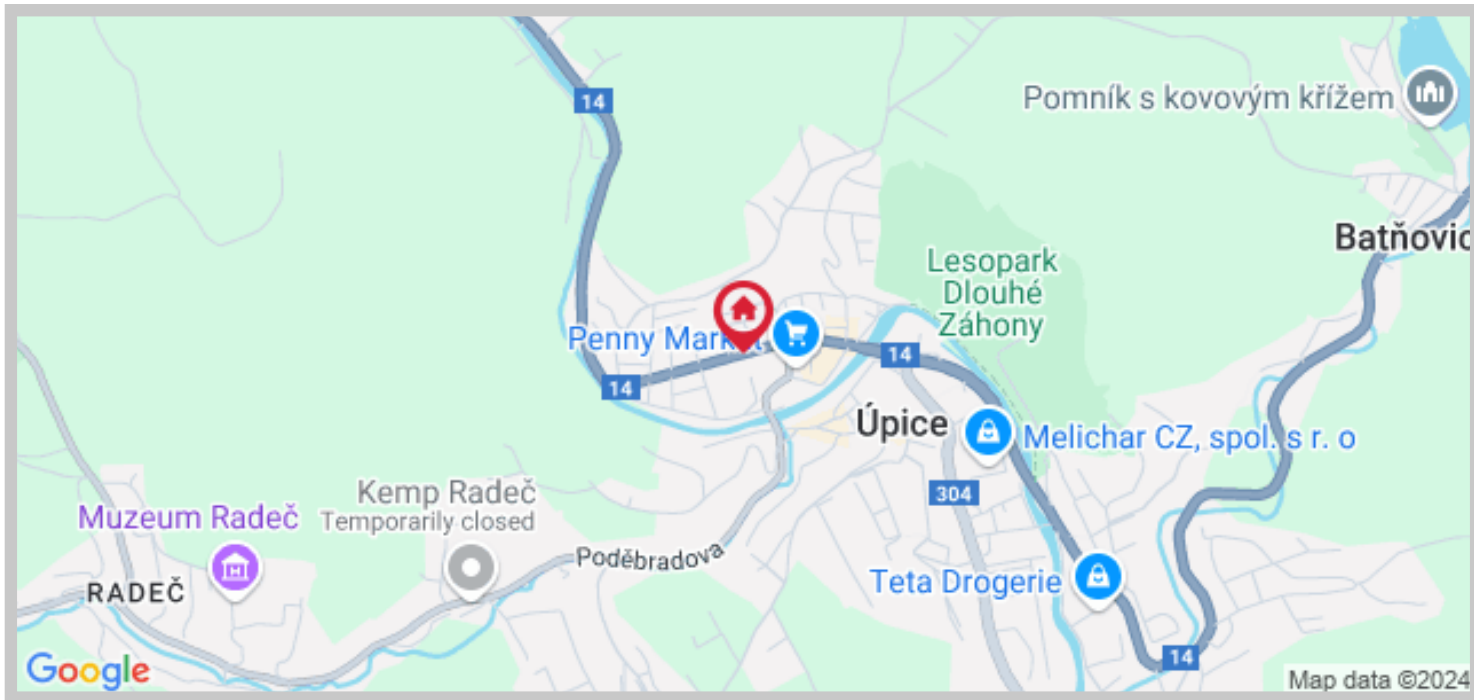 14
Pomník s kovovým křížem
Batňovic
Lesopark
Dlouhé
Záhony
Penny Market
14
14
Úpice
Melichar CZ, spol. s r. o
304
Kemp Radeč
Temporarily closed
Muzeum Radeč
Poděbradova
RADEČ
Teta Drogerie
14
Google
Map data ©2024